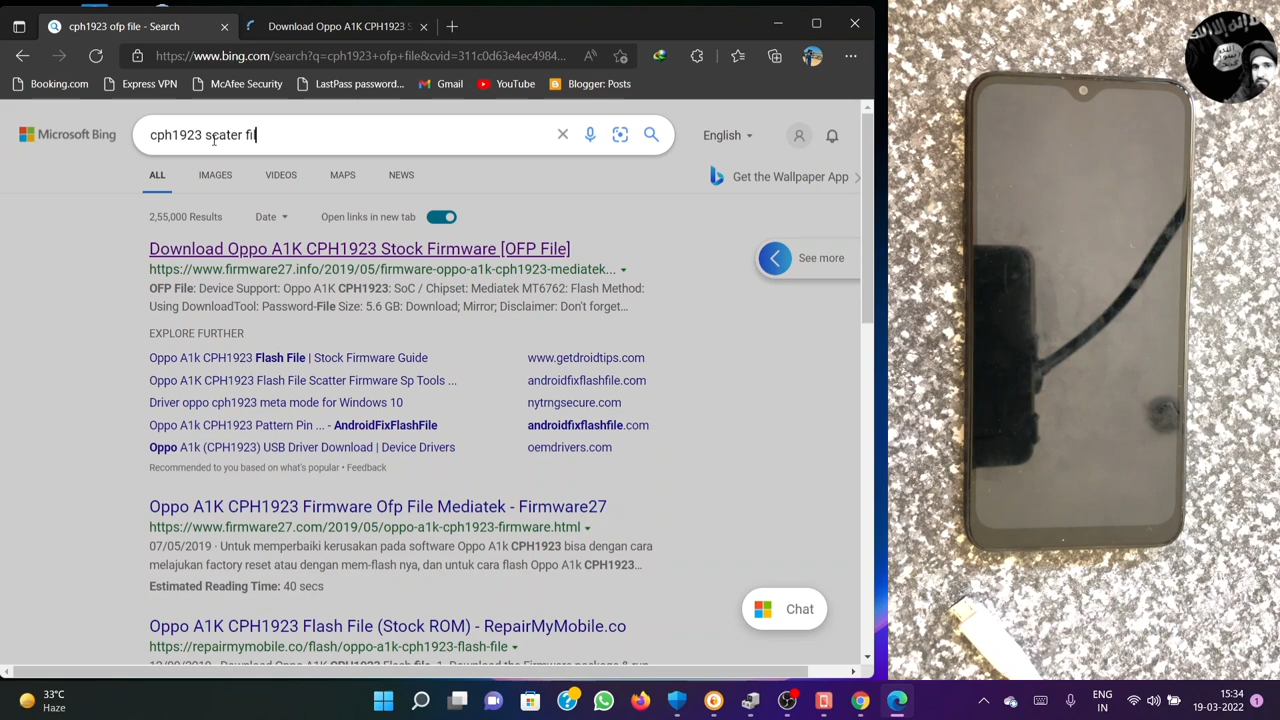 cph1923 ofp file - Search
Download Oppo A1K CPH1923 S
https://www.bing.com/search?q=cph1923+ofp+file&cvid=311c0d63e4ec4984...
Booking.com
Express VPN
McAfee Security
LastPass password...
Gmail
YouTube
Blogger: Posts
Microsoft Bing
cph1923 scater fil
English
ALL
IMAGES
VIDEOS
MAPS
NEWS
Get the Wallpaper App
2,55,000 Results
Date
Open links in new tab
Download Oppo A1K CPH1923 Stock Firmware [OFP File]
https://www.firmware27.info/2019/05/firmware-oppo-a1k-cph1923-mediatek...
See more
OFP File: Device Support: Oppo A1K CPH1923: SoC / Chipset: Mediatek MT6762: Flash Method:
Using DownloadTool: Password-File Size: 5.6 GB: Download; Mirror; Disclaimer: Don't forget...
EXPLORE FURTHER
Oppo A1k CPH1923 Flash File | Stock Firmware Guide www.getdroidtips.com
Oppo A1K CPH1923 Flash File Scatter Firmware Sp Tools ... androidfixflashfile.com
Driver oppo cph1923 meta mode for Windows 10 nytrngsecure.com
Oppo A1K CPH1923 Pattern Pin ... - AndroidFixFlashFile androidfixflashfile.com
Oppo A1k (CPH1923) USB Driver Download | Device Drivers oemdrivers.com
Recommended to you based on what's popular • Feedback
Oppo A1K CPH1923 Firmware Ofp File Mediatek - Firmware27
https://www.firmware27.com/2019/05/oppo-a1k-cph1923-firmware.html
07/05/2019 · Untuk memperbaiki kerusakan pada software Oppo A1k CPH1923 bisa dengan cara
melajukan factory reset atau dengan mem-flash nya, dan untuk cara flash Oppo A1k CPH1923...
Estimated Reading Time: 40 secs
Chat
Oppo A1K CPH1923 Flash File (Stock ROM) - RepairMyMobile.co
https://repairmymobile.co/flash/oppo-a1k-cph1923-flash-file
33°C
Haze
ENG
IN
15:34
19-03-2022